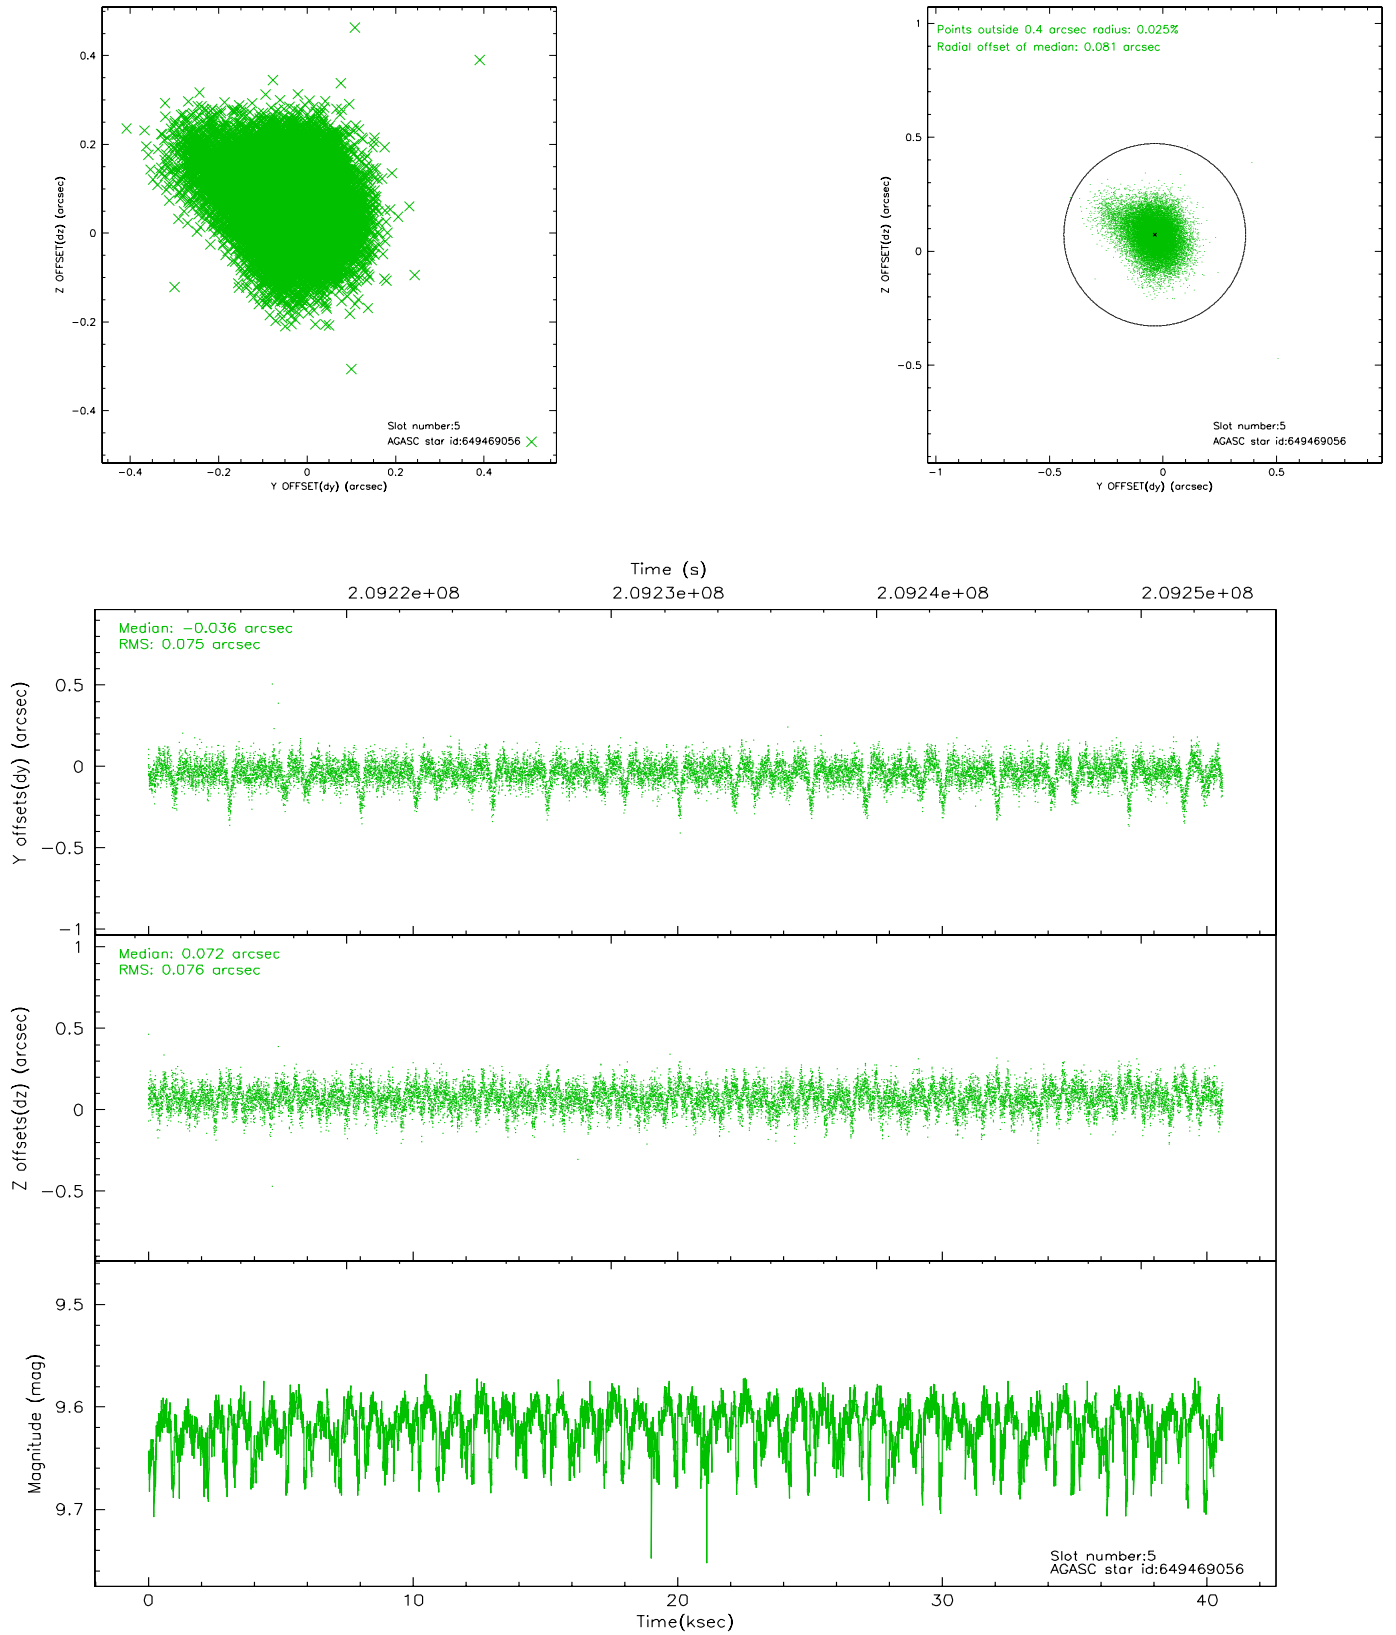 0.4
0.2
0
−0.2
−0.4
Z OFFSET(dz) (arcsec)
−0.4 −0.2 0 0.2 0.4
Y OFFSET(dy) (arcsec)
Slot number:5
AGASC star id:649469056
Points outside 0.4 arcsec radius: 0.025%
Radial offset of median: 0.081 arcsec
1
0.5
0
−0.5
Z OFFSET(dz) (arcsec)
−1 −0.5 0 0.5
Y OFFSET(dy) (arcsec)
Slot number:5
AGASC star id:649469056
Time (s)
2.0922e+08 2.0923e+08 2.0924e+08 2.0925e+08
Median: −0.036 arcsec
RMS: 0.075 arcsec
0.5
0
−0.5
−1
Y offsets(dy) (arcsec)
Median: 0.072 arcsec
RMS: 0.076 arcsec
1
0.5
0
−0.5
Z offsets(dz) (arcsec)
9.5
9.6
9.7
Magnitude (mag)
Slot number:5
AGASC star id:649469056
0 10 20 30 40
Time(ksec)